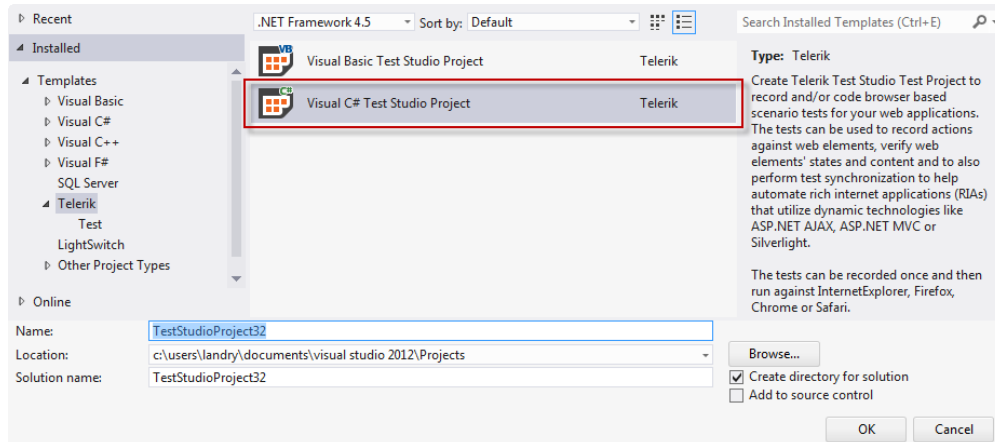 Recent
.NET Framework 4.5
Sort by: Default
Search Installed Templates (Ctrl+E)
Installed
Templates
Visual Basic
Visual C#
Visual C++
Visual F#
SQL Server
Telerik
Test
LightSwitch
Other Project Types
Online
VB
Visual Basic Test Studio Project Telerik
C#
Visual C# Test Studio Project Telerik
Type: Telerik
Create Telerik Test Studio Test Project to
record and/or code browser based
scenario tests for your web applications.
The tests can be used to record actions
against web elements, verify web
elements' states and content and to also
perform test synchronization to help
automate rich internet applications (RIAs)
that utilize dynamic technologies like
ASP.NET AJAX, ASP.NET MVC or
Silverlight.
The tests can be recorded once and then
run against InternetExplorer, Firefox,
Chrome or Safari.
Name: TestStudioProject32
Location: c:\users\landry\documents\visual studio 2012\Projects
Browse...
Solution name: TestStudioProject32
Create directory for solution
Add to source control
OK Cancel